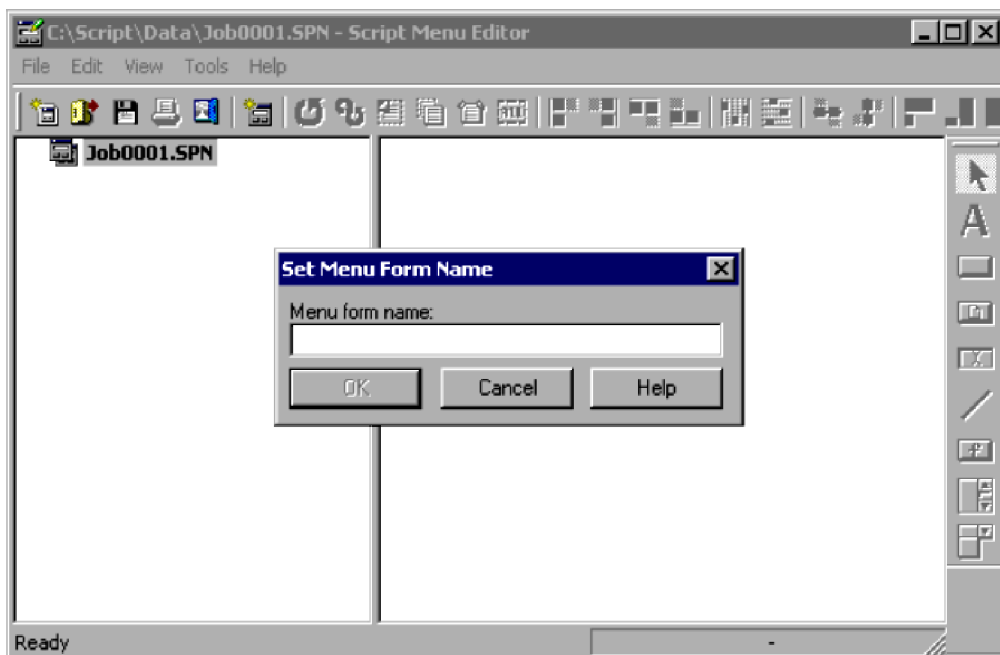 C:\Script\Data\Job0001.SPN - Script Menu Editor
File Edit View Tools Help
Job0001.SPN
Set Menu Form Name
Menu form name:
OK Cancel Help
A
Ready -